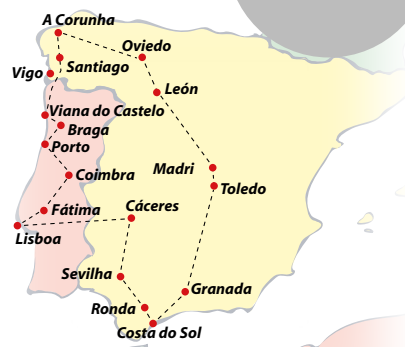 A Corunha
Oviedo
Santiago
Vigo
León
Viana do Castelo
Braga
Porto
Madri
Coimbra
Toledo
Cáceres
Fátima
Lisboa
Sevilha
Granada
Ronda
Costa do Sol